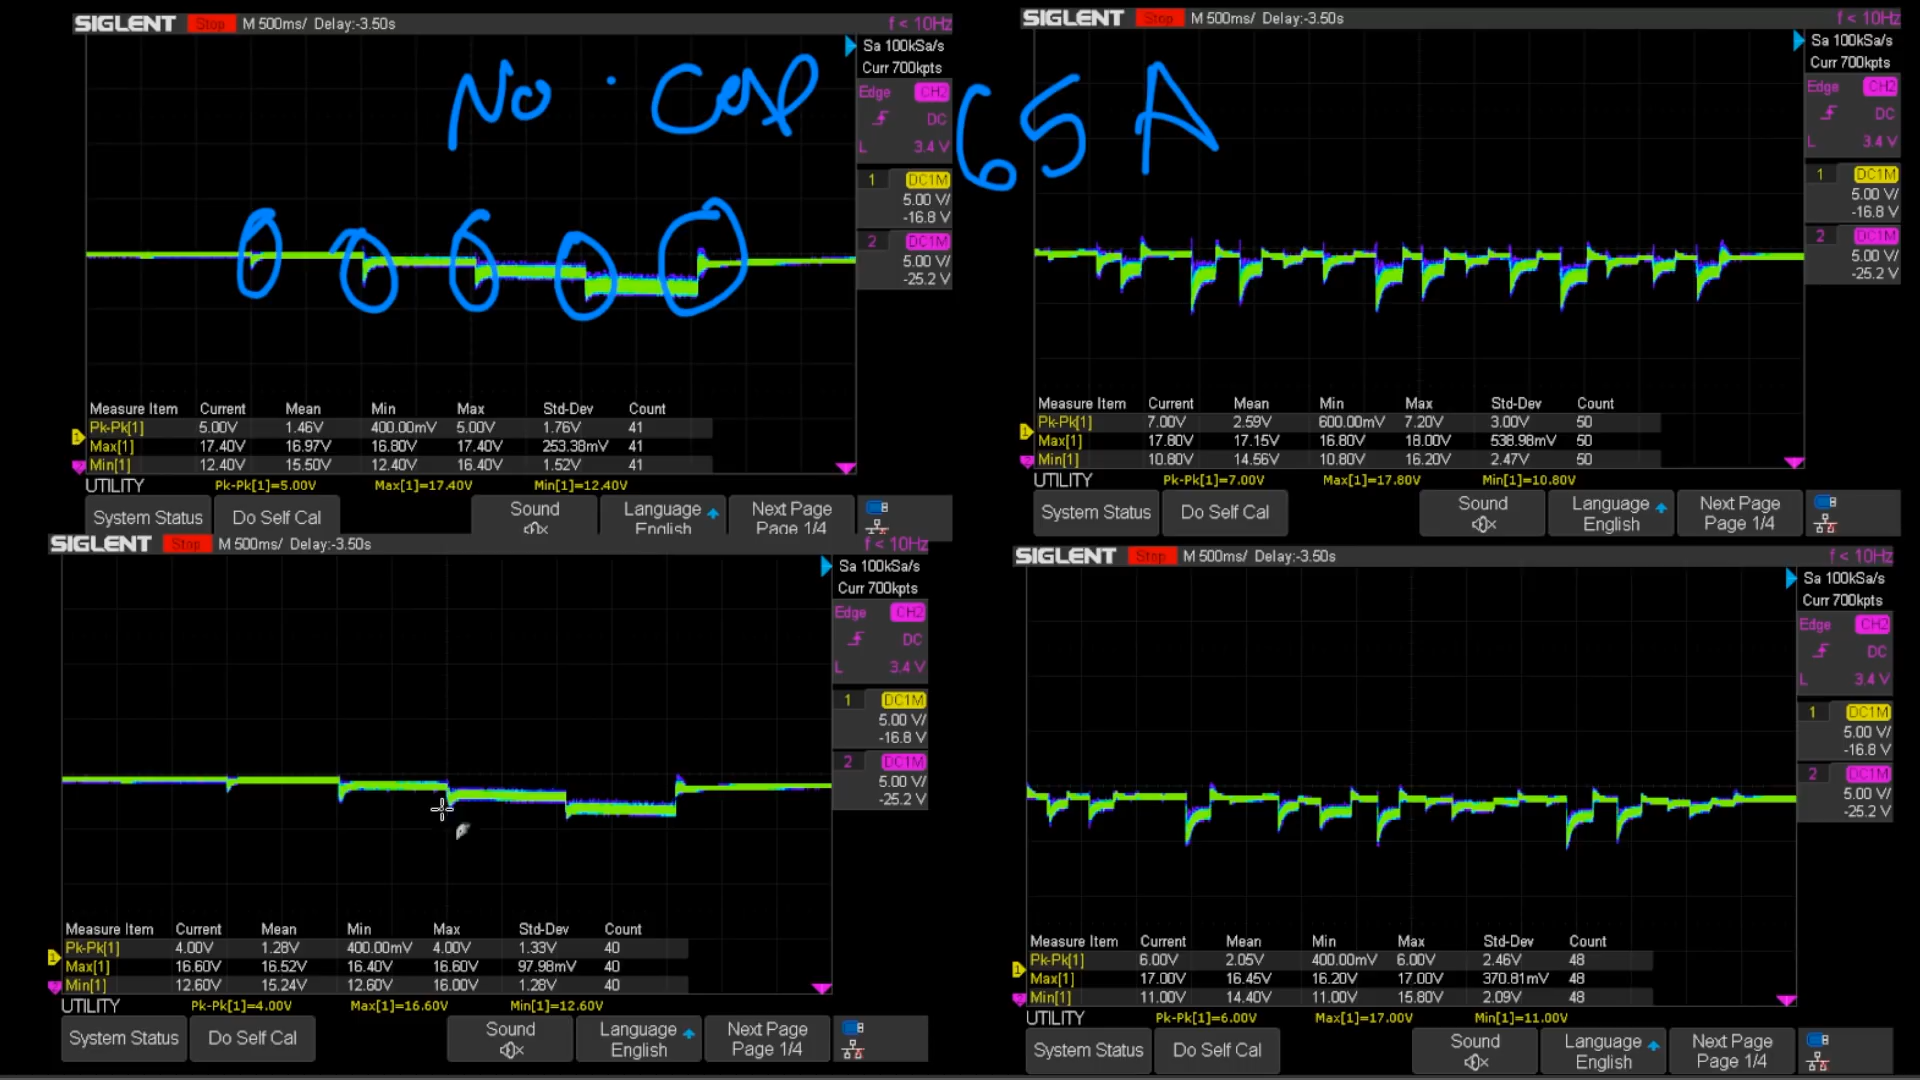 SIGLENT Stop M 500ms/ Delay:-3.50s f < 10Hz
Sa 100kSa/s
Curr 700kpts
Edge CH2
DC
L 3.4 V
1 DC1M
5.00 V/
-16.8 V
2 DC1M
5.00 V/
-25.2 V
No . Cap
65 A
Measure Item Current Mean Min Max Std-Dev Count
Pk-Pk[1] 5.00V 1.46V 400.00mV 5.00V 1.76V 41
Max[1] 17.40V 16.97V 16.80V 17.40V 253.38mV 41
Min[1] 12.40V 15.50V 12.40V 16.40V 1.52V 41
UTILITY Pk-Pk[1]=5.00V Max[1]=17.40V Min[1]=12.40V
System Status Do Self Cal Sound Language English Next Page Page 1/4
SIGLENT Stop M 500ms/ Delay:-3.50s f < 10Hz
Sa 100kSa/s
Curr 700kpts
Edge CH2
DC
L 3.4 V
1 DC1M
5.00 V/
-16.8 V
2 DC1M
5.00 V/
-25.2 V
Measure Item Current Mean Min Max Std-Dev Count
Pk-Pk[1] 7.00V 2.59V 600.00mV 7.20V 3.00V 50
Max[1] 17.80V 17.15V 16.80V 18.00V 538.98mV 50
Min[1] 10.80V 14.56V 10.80V 16.20V 2.47V 50
UTILITY Pk-Pk[1]=7.00V Max[1]=17.80V Min[1]=10.80V
System Status Do Self Cal Sound Language English Next Page Page 1/4
SIGLENT Stop M 500ms/ Delay:-3.50s f < 10Hz
Sa 100kSa/s
Curr 700kpts
Edge CH2
DC
L 3.4 V
1 DC1M
5.00 V/
-16.8 V
2 DC1M
5.00 V/
-25.2 V
Measure Item Current Mean Min Max Std-Dev Count
Pk-Pk[1] 4.00V 1.28V 400.00mV 4.00V 1.33V 40
Max[1] 16.60V 16.52V 16.40V 16.60V 97.98mV 40
Min[1] 12.60V 15.24V 12.60V 16.00V 1.28V 40
UTILITY Pk-Pk[1]=4.00V Max[1]=16.60V Min[1]=12.60V
System Status Do Self Cal Sound Language English Next Page Page 1/4
SIGLENT Stop M 500ms/ Delay:-3.50s f < 10Hz
Sa 100kSa/s
Curr 700kpts
Edge CH2
DC
L 3.4 V
1 DC1M
5.00 V/
-16.8 V
2 DC1M
5.00 V/
-25.2 V
Measure Item Current Mean Min Max Std-Dev Count
Pk-Pk[1] 6.00V 2.05V 400.00mV 6.00V 2.46V 48
Max[1] 17.00V 16.45V 16.20V 17.00V 370.81mV 48
Min[1] 11.00V 14.40V 11.00V 15.80V 2.09V 48
UTILITY Pk-Pk[1]=6.00V Max[1]=17.00V Min[1]=11.00V
System Status Do Self Cal Sound Language English Next Page Page 1/4